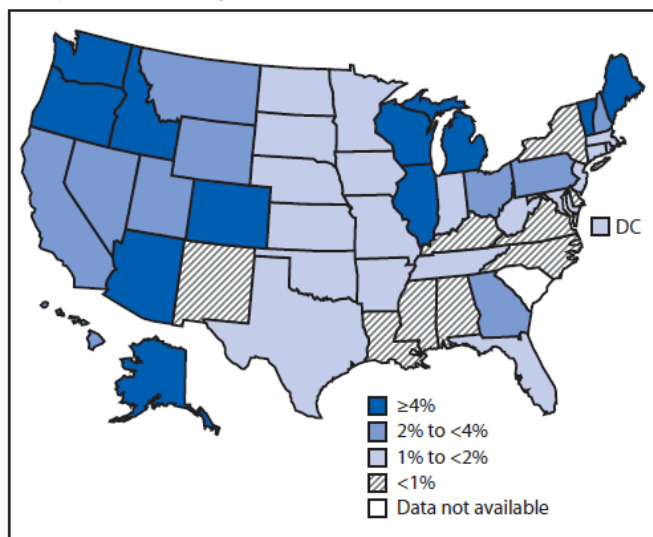 DC
≥4%
2% to <4%
1% to <2%
<1%
Data not available